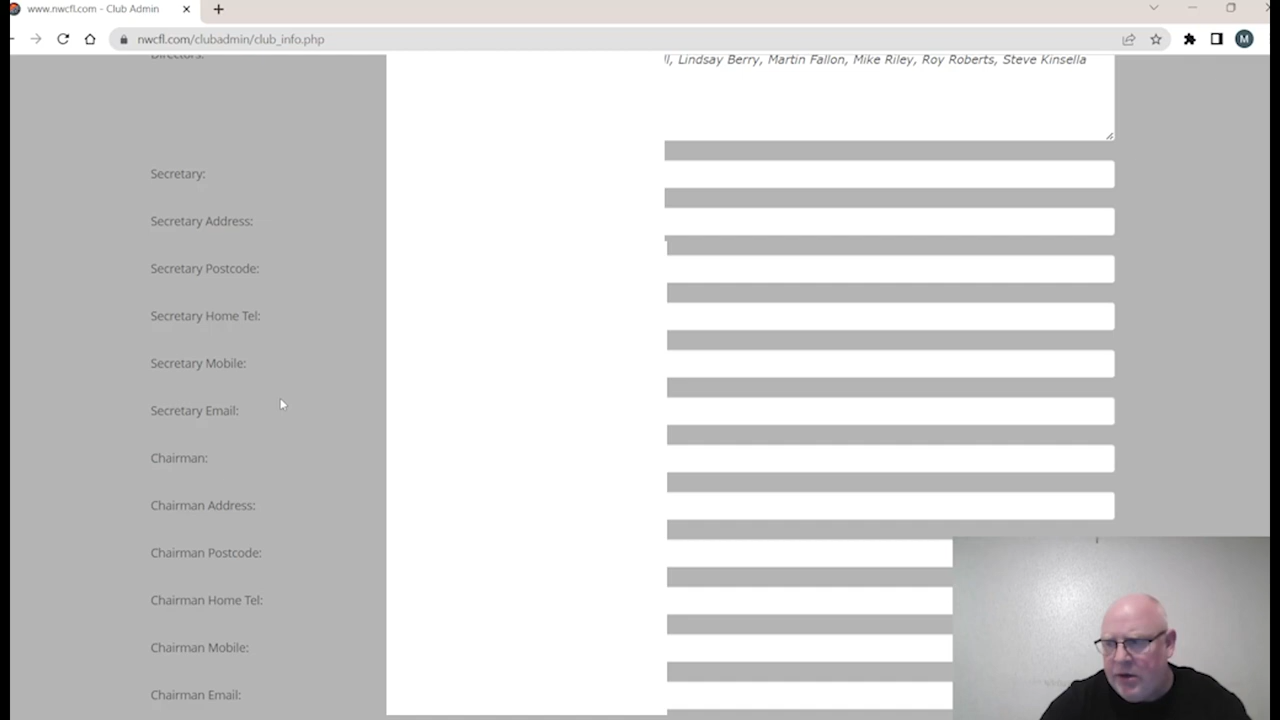 www.nwcfl.com - Club Admin
nwcfl.com/clubadmin/club_info.php
M
Directors:
Lindsay Berry, Martin Fallon, Mike Riley, Roy Roberts, Steve Kinsella
Secretary:
Secretary Address:
Secretary Postcode:
Secretary Home Tel:
Secretary Mobile:
Secretary Email:
Chairman:
Chairman Address:
Chairman Postcode:
Chairman Home Tel:
Chairman Mobile:
Chairman Email: